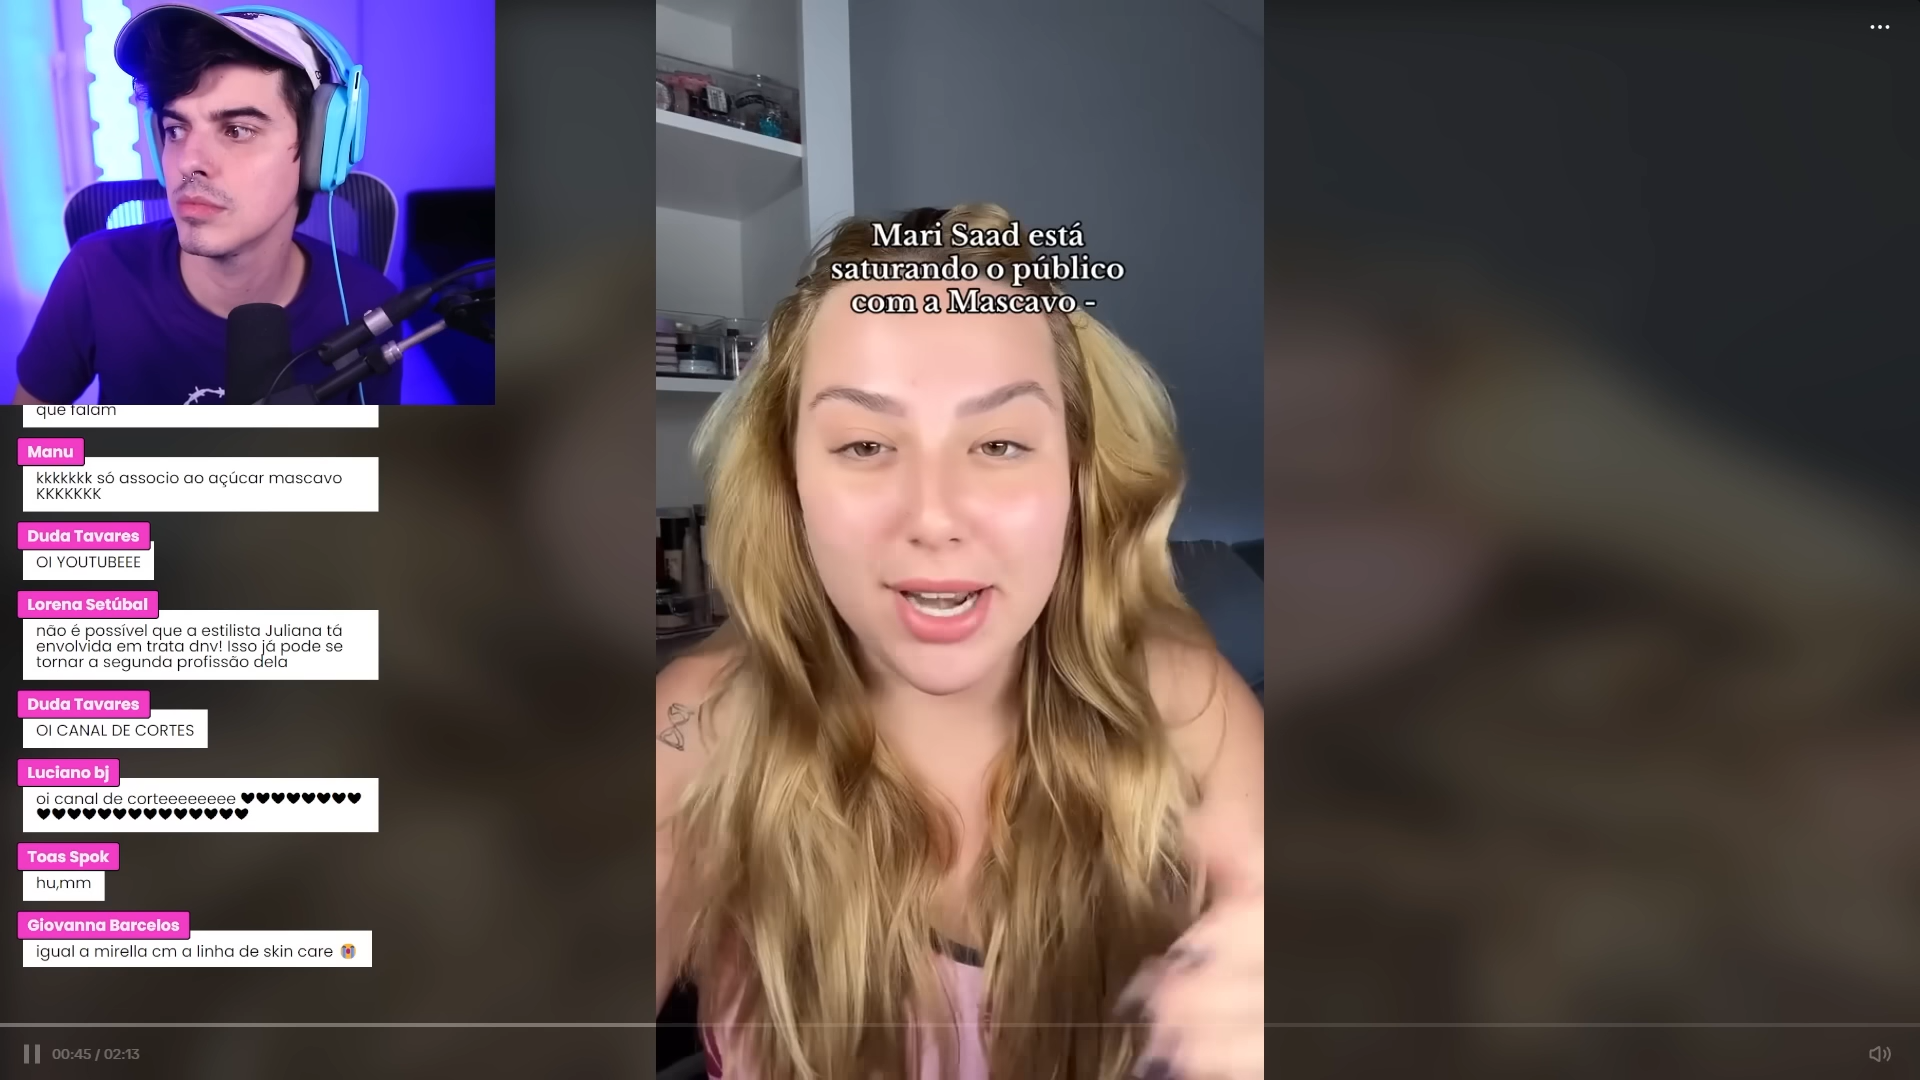 que falam
Manu
kkkkkkk só associo ao açúcar mascavo
KKKKKKK
Duda Tavares
OI YOUTUBEEE
Lorena Setúbal
não é possível que a estilista Juliana tá
envolvida em trata dnv! Isso já pode se
tornar a segunda profissão dela
Duda Tavares
OI CANAL DE CORTES
Luciano bj
oi canal de corteeeeeeee ♥♥♥♥♥♥♥♥
♥♥♥♥♥♥♥♥♥♥♥♥♥♥
Toas Spok
hu,mm
Giovanna Barcelos
igual a mirella cm a linha de skin care 😭
Mari Saad está
saturando o público
com a Mascavo -
00:45 / 02:13